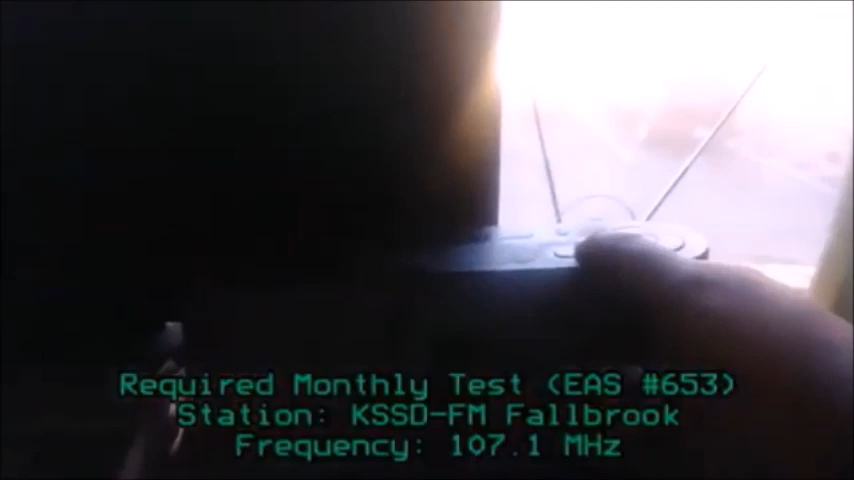 Required Monthly Test (EAS #653)
Station: KSSD-FM Fallbrook
Frequency: 107.1 MHz